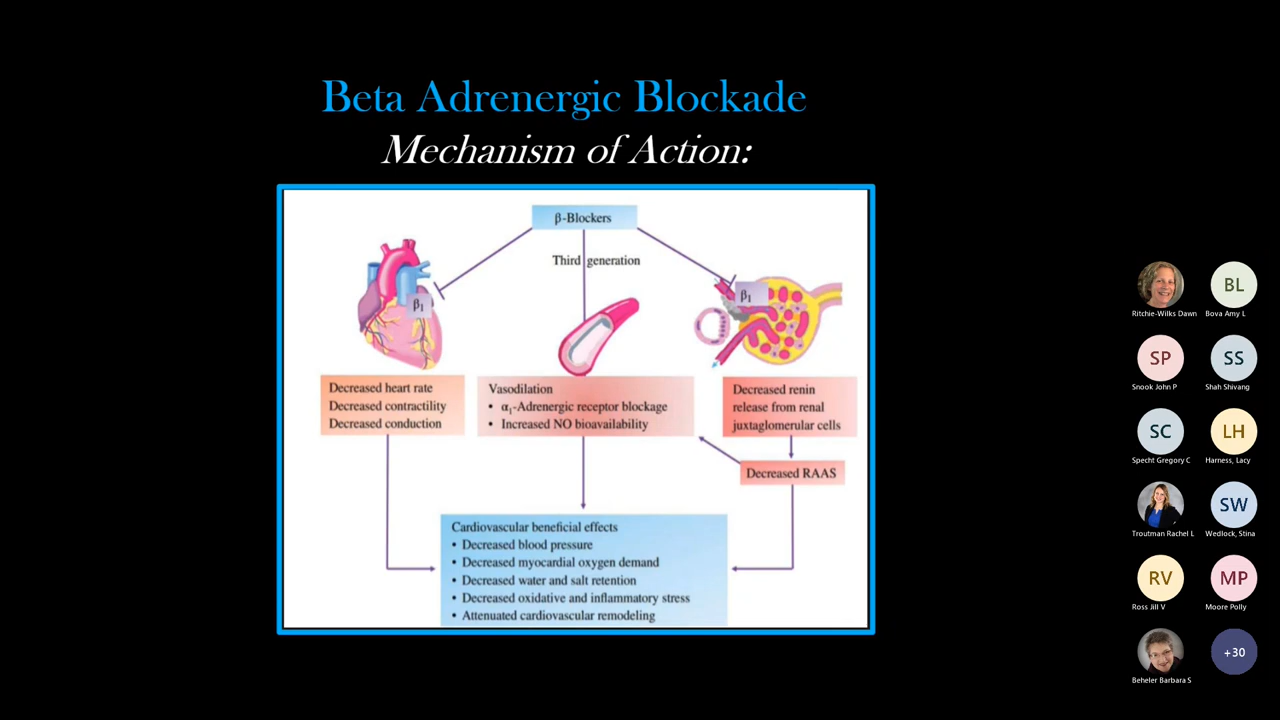 Beta Adrenergic Blockade
Mechanism of Action:
β-Blockers
Third generation
β1
β1
Decreased heart rate
Decreased contractility
Decreased conduction
Vasodilation
• α1-Adrenergic receptor blockage
• Increased NO bioavailability
Decreased renin
release from renal
juxtaglomerular cells
Decreased RAAS
Cardiovascular beneficial effects
• Decreased blood pressure
• Decreased myocardial oxygen demand
• Decreased water and salt retention
• Decreased oxidative and inflammatory stress
• Attenuated cardiovascular remodeling
BL
Ritchie-Wilks Dawn
Bova Amy L
SP
SS
Snook John P
Shah Shivang
SC
LH
Specht Gregory C
Harness, Lacy
SW
Troutman Rachel L
Wedlock, Stina
RV
MP
Ross Jill V
Moore Polly
+30
Beheler Barbara S